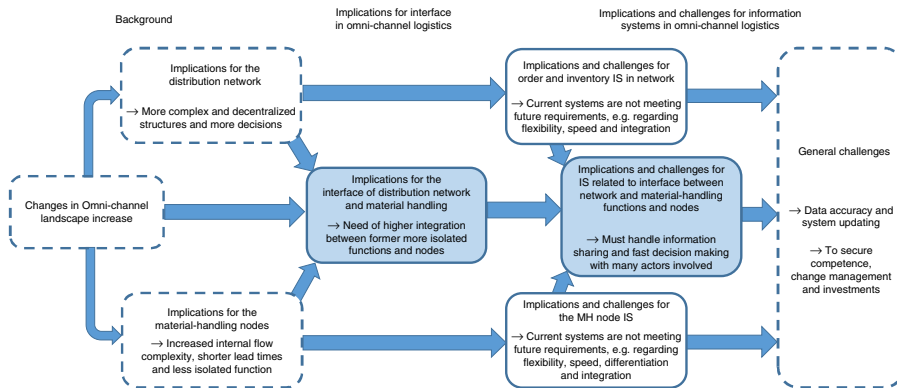 Background
Implications for interface
in omni-channel logistics
Implications and challenges for information
systems in omni-channel logistics
Changes in Omni-channel
landscape increase
Implications for the
distribution network
→ More complex and decentralized
structures and more decisions
Implications for the
material-handling nodes
→ Increased internal flow
complexity, shorter lead times
and less isolated function
Implications for the
interface of distribution network
and material handling
→ Need of higher integration
between former more isolated
functions and nodes
Implications and challenges for
order and inventory IS in network
→ Current systems are not meeting
future requirements, e.g. regarding
flexibility, speed and integration
Implications and challenges for
IS related to interface between
network and material-handling
functions and nodes
→ Must handle information
sharing and fast decision making
with many actors involved
Implications and challenges for
the MH node IS
→ Current systems are not meeting
future requirements, e.g. regarding
flexibility, speed, differentiation
and integration
General challenges
→ Data accuracy and
system updating
→ To secure
competence,
change management
and investments